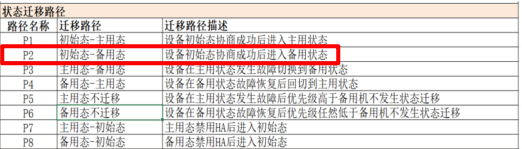 状态迁移路径
路径名称 迁移路径 迁移路径描述
P1 初始态-主用态 设备初始态协商成功后进入主用状态
P2 初始态-备用态 设备初始态协商成功后进入备用状态
P3 主用态-备用态 设备在主用状态发生故障切换到备用状态
P4 备用态-主用态 设备在备用状态故障恢复后回切到主用状态
P5 主用态不迁移 设备在主用状态发生故障后优先级高于备用机不发生状态迁移
P6 备用态不迁移 设备在备用状态故障恢复后优先级任然低于备用机不发生状态迁移
P7 主用态-初始态 主用态禁用HA后进入初始态
P8 备用态-初始态 备用态禁用HA后进入初始态